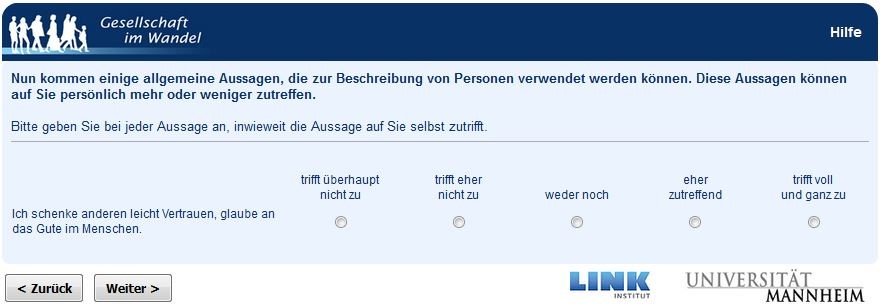 Gesellschaft
im Wandel
Hilfe
Nun kommen einige allgemeine Aussagen, die zur Beschreibung von Personen verwendet werden können. Diese Aussagen können
auf Sie persönlich mehr oder weniger zutreffen.
Bitte geben Sie bei jeder Aussage an, inwieweit die Aussage auf Sie selbst zutrifft.
trifft überhaupt
nicht zu
trifft eher
nicht zu
weder noch
eher
zutreffend
trifft voll
und ganz zu
Ich schenke anderen leicht Vertrauen, glaube an
das Gute im Menschen.
< Zurück
Weiter >
LINK
INSTITUT
UNIVERSITÄT
MANNHEIM